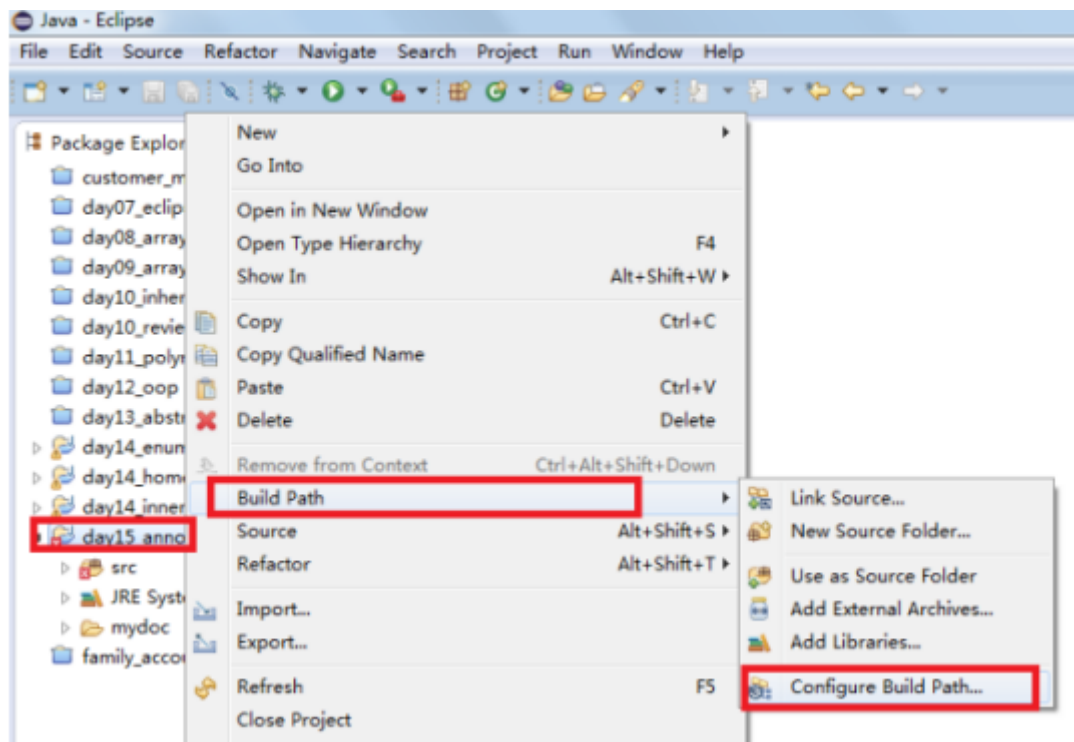 Java - Eclipse
File Edit Source Refactor Navigate Search Project Run Window Help
Package Explor
customer_m
day07_eclip
day08_array
day09_array
day10_inher
day10_revie
day11_polyr
day12_oop
day13_abstr
day14_enum
day14_home
day14_inner
day15_anno
src
JRE Syste
mydoc
family_accou
New
Go Into
Open in New Window
Open Type Hierarchy F4
Show In Alt+Shift+W
Copy Ctrl+C
Copy Qualified Name
Paste Ctrl+V
Delete Delete
Remove from Context Ctrl+Alt+Shift+Down
Build Path
Source Alt+Shift+S
Refactor Alt+Shift+T
Import...
Export...
Refresh F5
Close Project
Link Source...
New Source Folder...
Use as Source Folder
Add External Archives...
Add Libraries...
Configure Build Path...